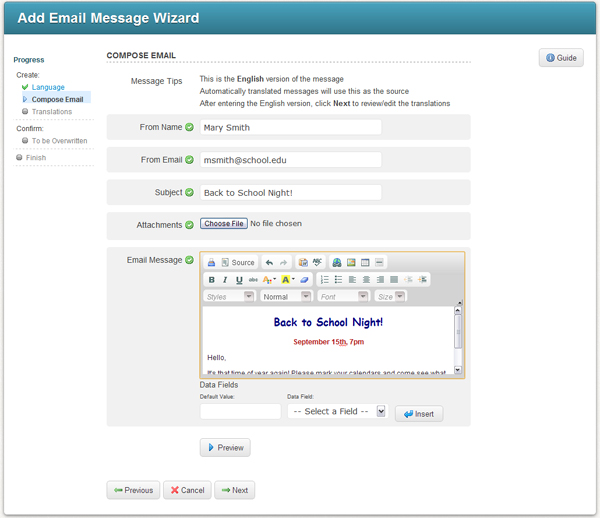 Add Email Message Wizard
Progress
Create:
Language
Compose Email
Translations
Confirm:
To be Overwritten
Finish
COMPOSE EMAIL
Guide
Message Tips
This is the English version of the message
Automatically translated messages will use this as the source
After entering the English version, click Next to review/edit the translations
From Name
Mary Smith
From Email
msmith@school.edu
Subject
Back to School Night!
Attachments
Choose File No file chosen
Email Message
Source
ABC
B I U abc A A
Styles Normal Font Size
Back to School Night!
September 15th, 7pm
Hello,
It's that time of year again! Please mark your calendars and come see what
Data Fields
Default Value: Data Field:
-- Select a Field -- Insert
Preview
Previous Cancel Next